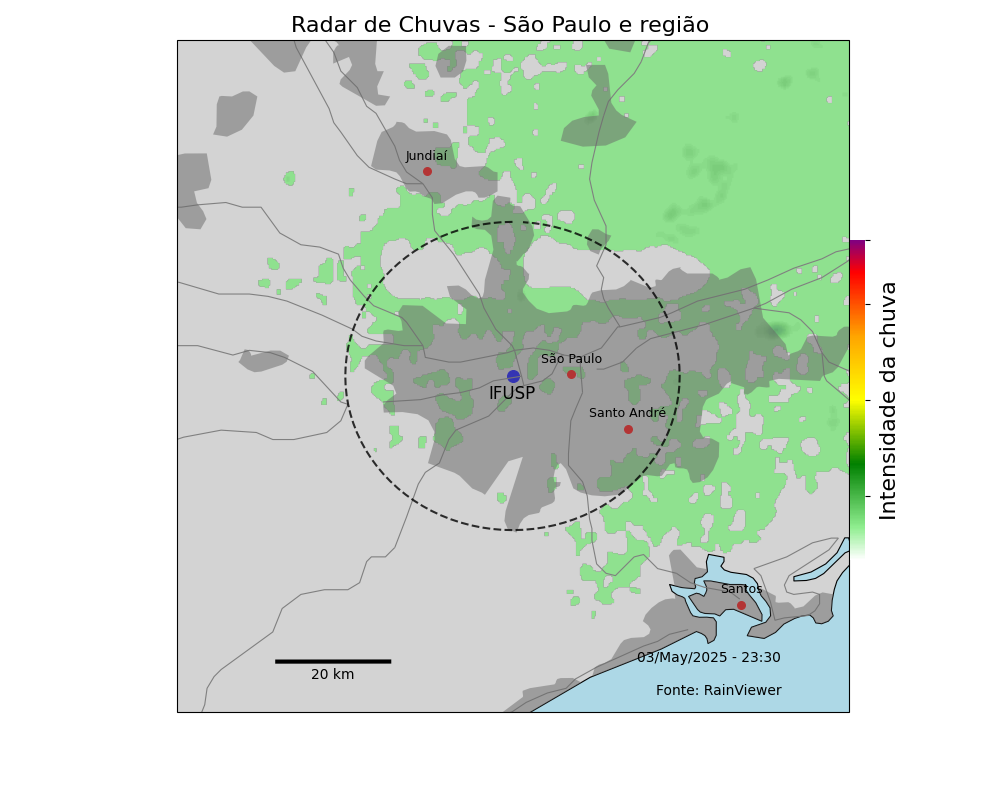 Radar de Chuvas - São Paulo e região
Jundiaí
São Paulo
IFUSP
Santo André
Intensidade da chuva
Santos
03/May/2025 - 23:30
20 km
Fonte: RainViewer